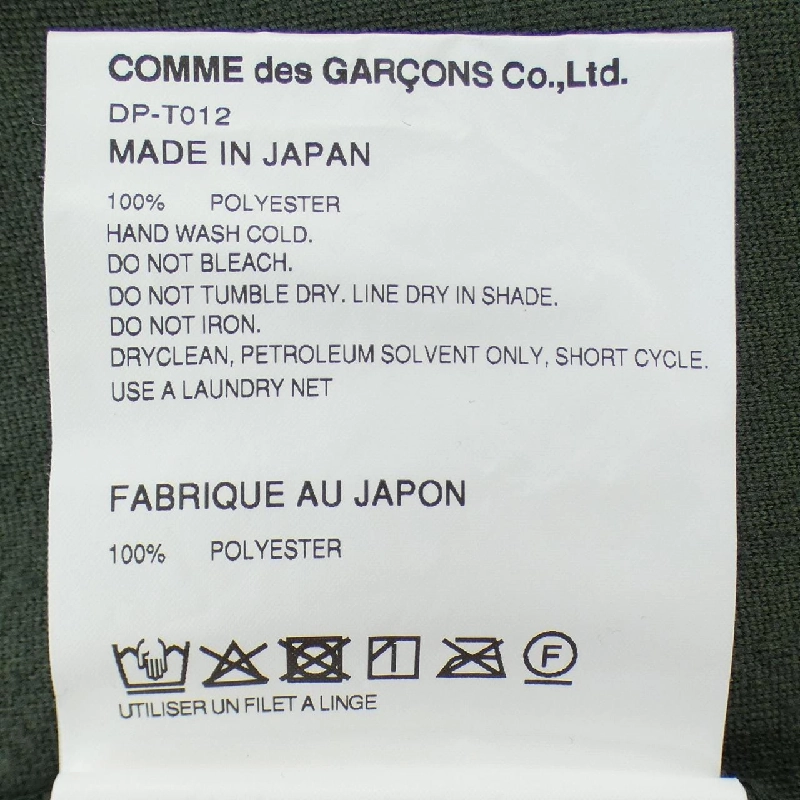 COMME des GARÇONS Co.,Ltd.
DP-T012
MADE IN JAPAN
100% POLYESTER
HAND WASH COLD.
DO NOT BLEACH.
DO NOT TUMBLE DRY. LINE DRY IN SHADE.
DO NOT IRON.
DRYCLEAN, PETROLEUM SOLVENT ONLY, SHORT CYCLE.
USE A LAUNDRY NET
FABRIQUE AU JAPON
100% POLYESTER
F
UTILISER UN FILET A LINGE